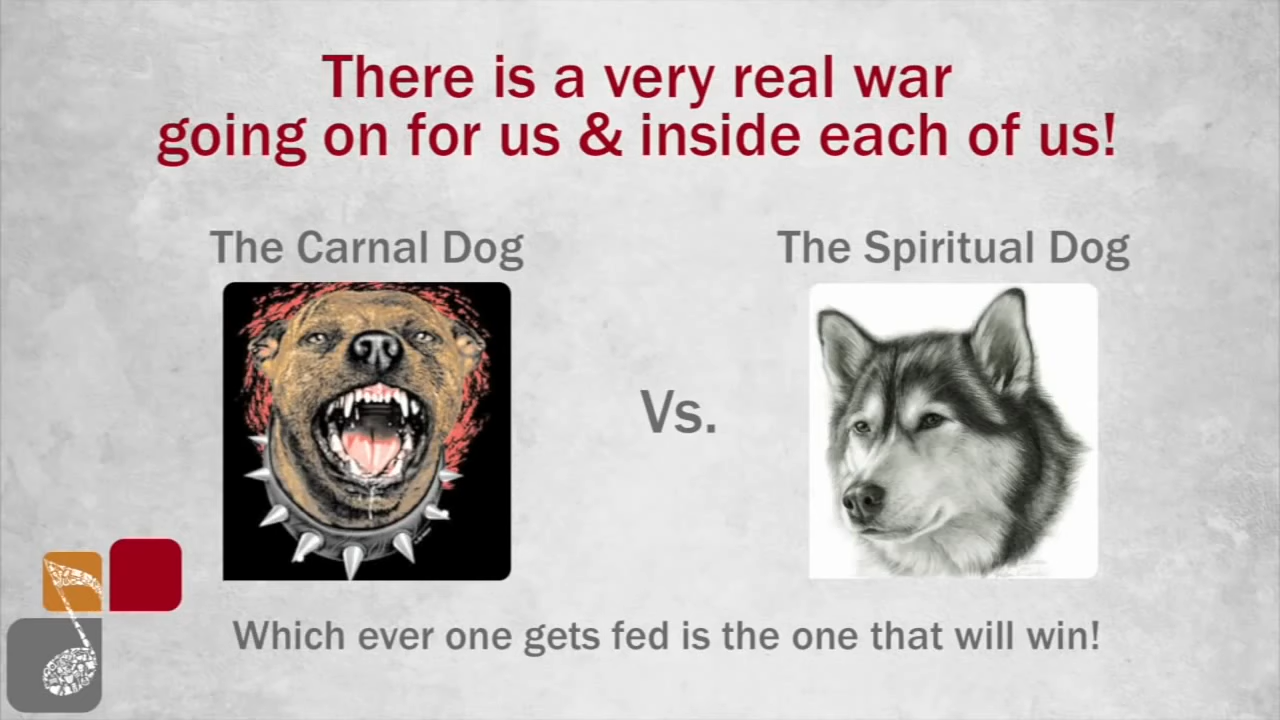 There is a very real war
going on for us & inside each of us!
The Carnal Dog
The Spiritual Dog
Vs.
Which ever one gets fed is the one that will win!